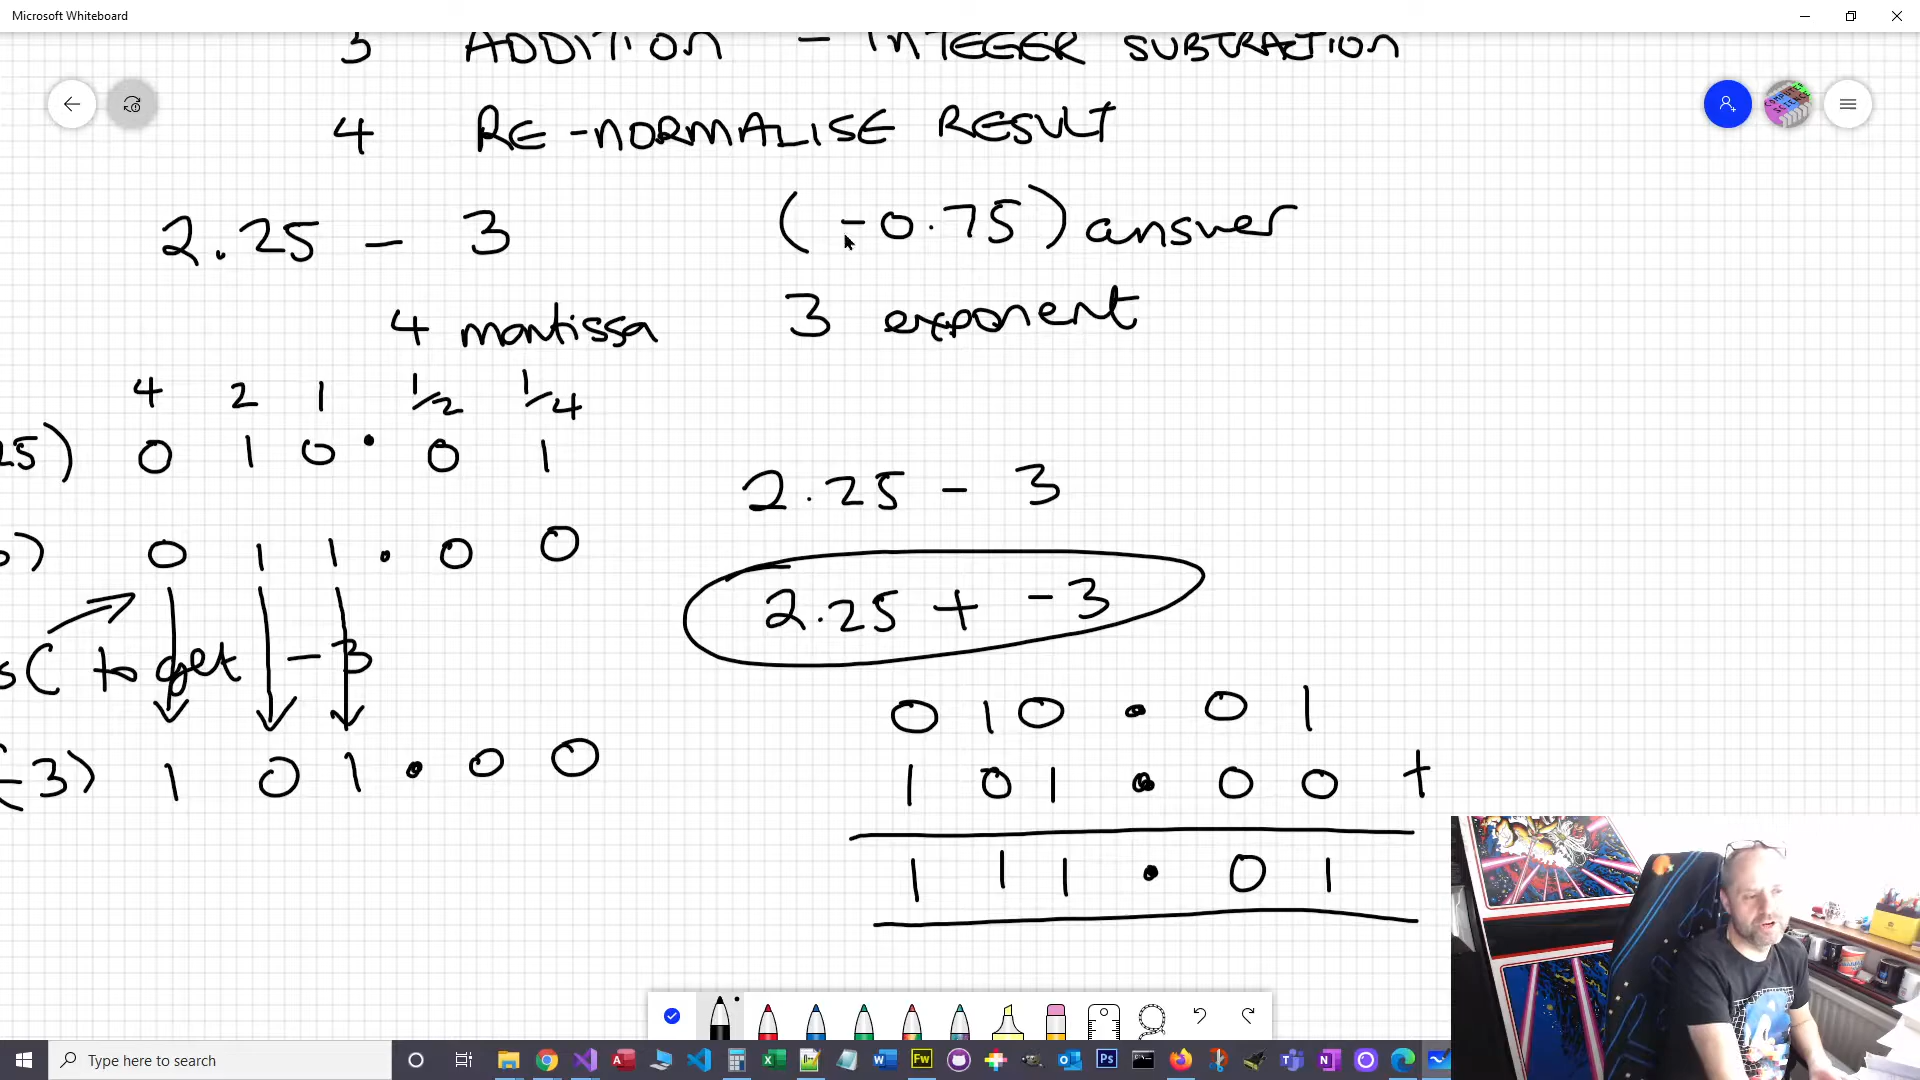 Microsoft Whiteboard
3 ADDITION - INTEGER SUBTRACTION
4 RE-NORMALISE RESULT
2.25 - 3 (-0.75) answer
4 mantissa 3 exponent
4 2 1 1/2 1/4
25) 0 1 0 . 0 1
) 0 1 1 . 0 0
sC to get -3
-3) 1 0 1 . 0 0
2.25 - 3
2.25 + -3
0 1 0 . 0 1
1 0 1 . 0 0 +
1 1 1 . 0 1
Type here to search